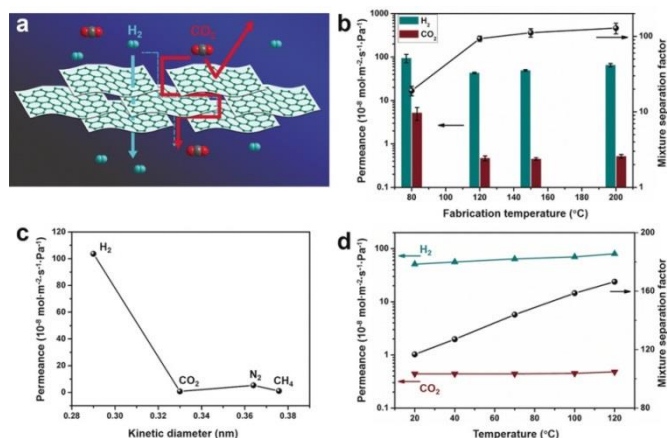 a
H2
CO2
b
H2
CO2
Permeance (10-8 mol·m-2·s-1·Pa-1)
1000
100
10
1
0.1
Mixture separation factor
100
10
1
80
120
160
200
Fabrication temperature (°C)
c
Permeance (10-8 mol·m-2·s-1·Pa-1)
120
100
80
60
40
20
0
H2
CO2
N2
CH4
0.28
0.30
0.32
0.34
0.36
0.38
Kinetic diameter (nm)
d
Permeance (10-8 mol·m-2·s-1·Pa-1)
100
10
1
0.1
H2
CO2
Mixture separation factor
200
180
160
140
120
100
20
40
60
80
100
120
Temperature (°C)